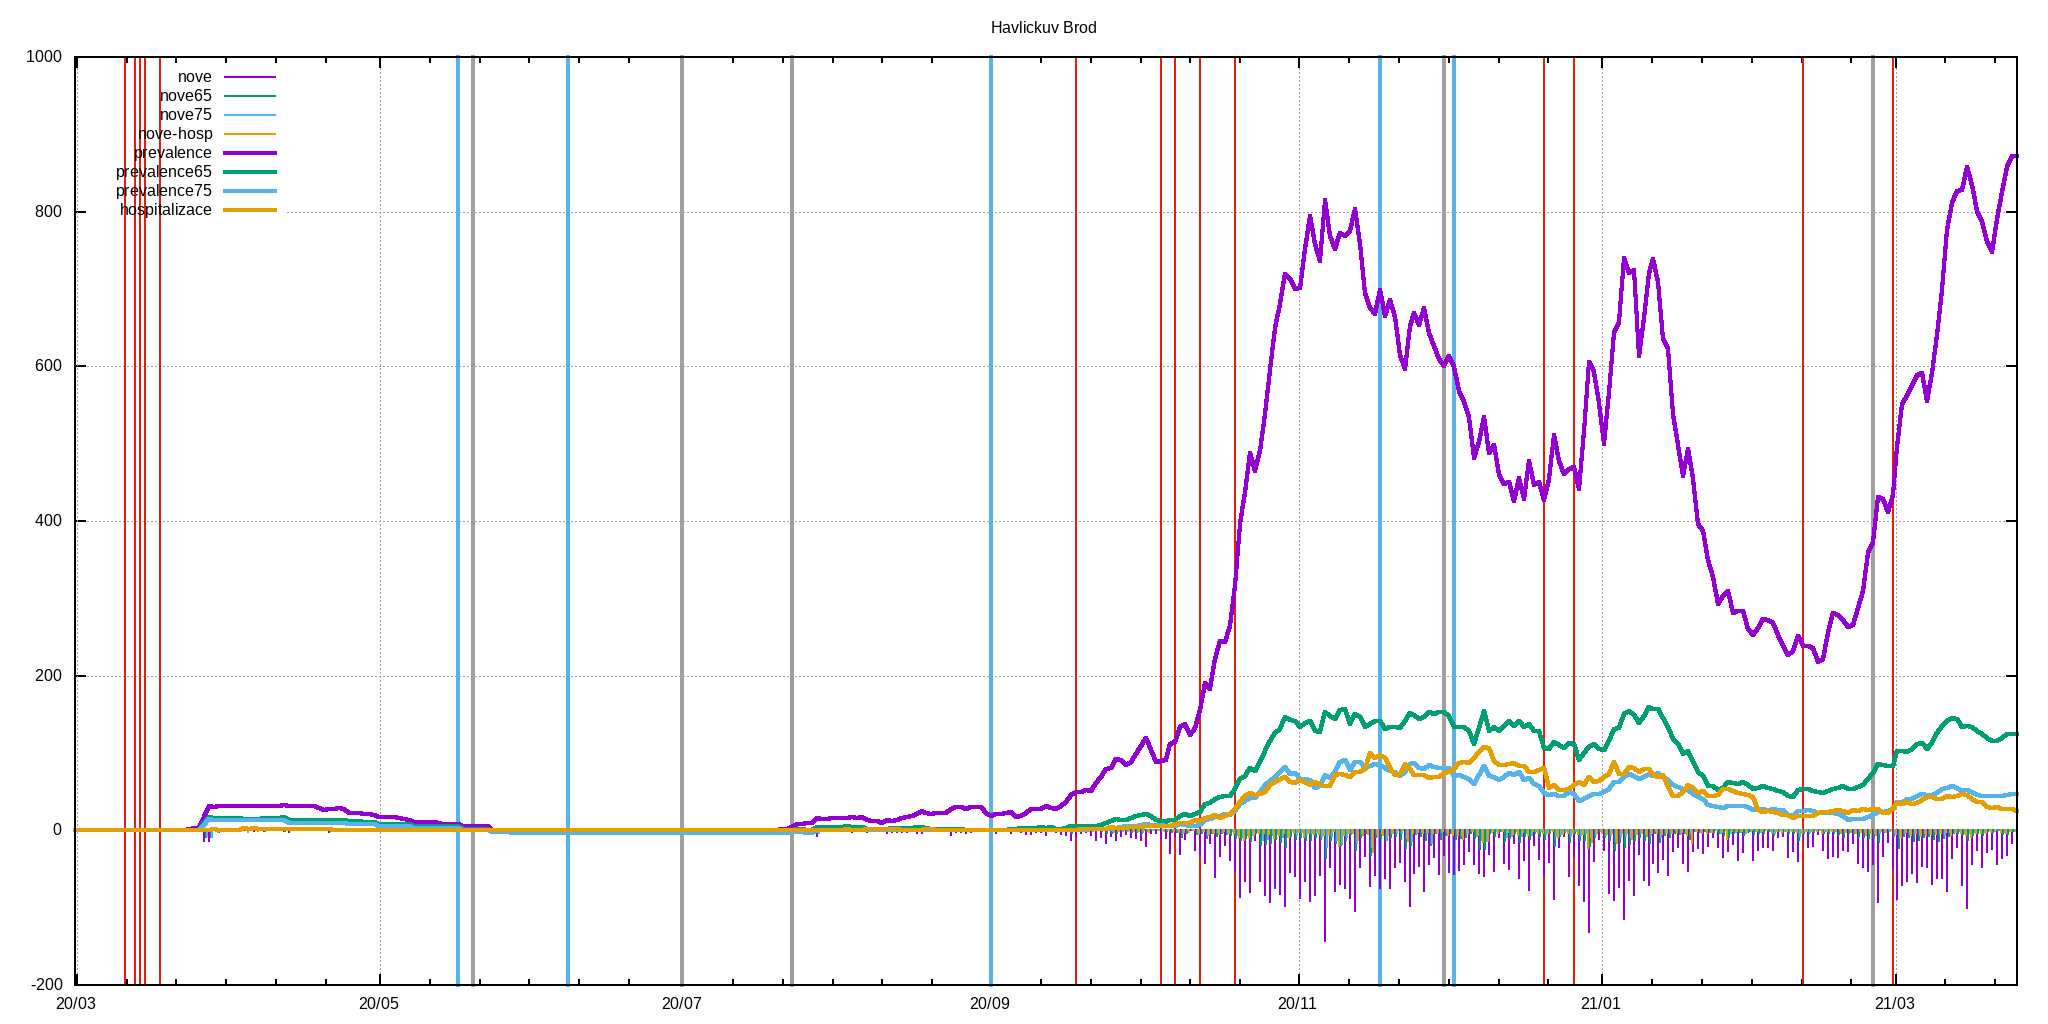 Havlickuv Brod
1000
800
600
400
200
0
-200
nove
nove65
nove75
nove-hosp
prevalence
prevalence65
prevalence75
hospitalizace
20/03
20/05
20/07
20/09
20/11
21/01
21/03